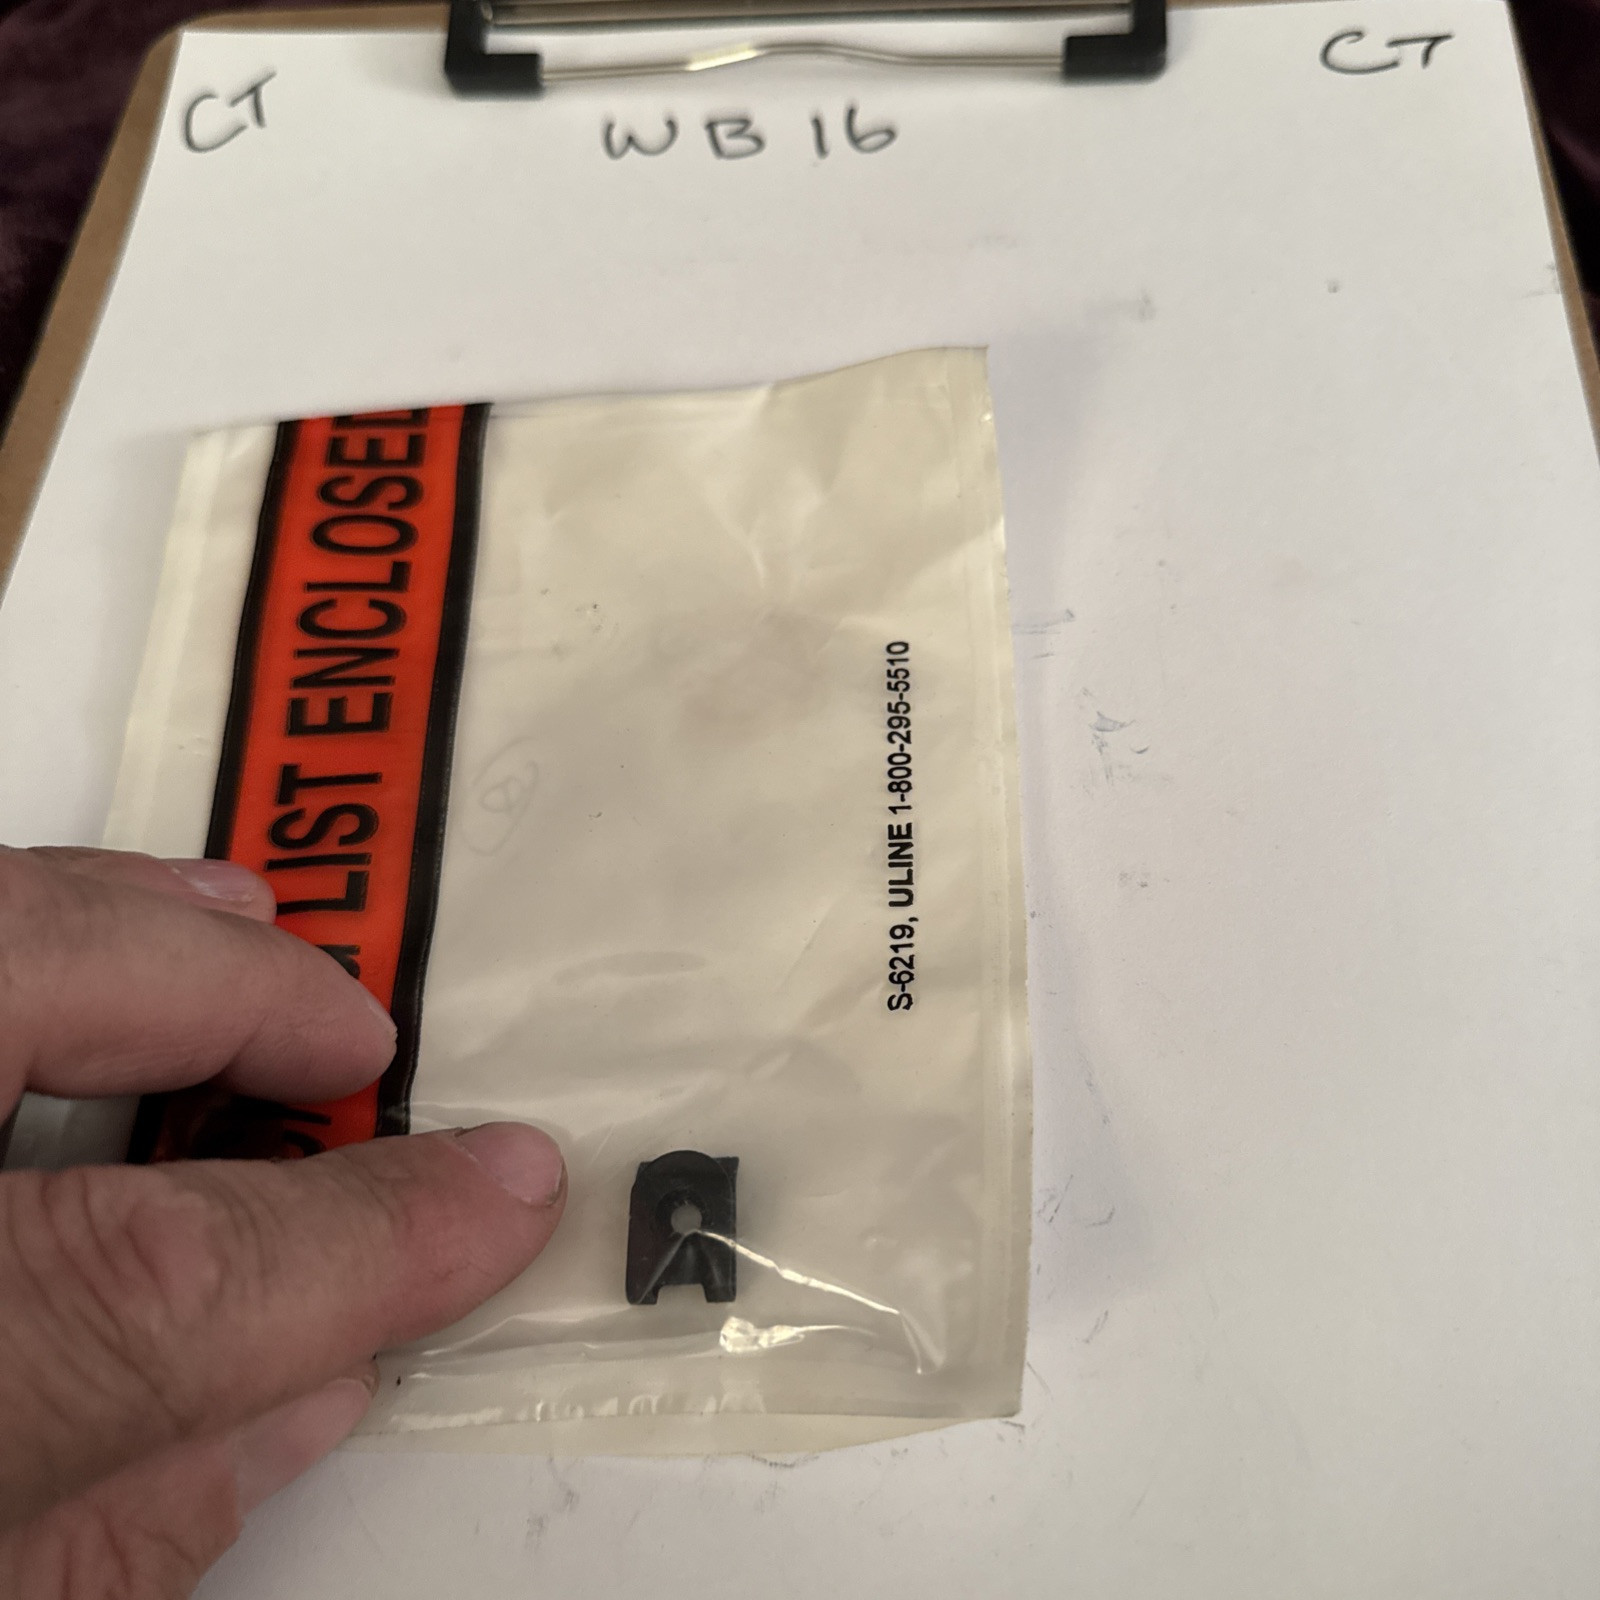 CT
WB 16
CT
LIST ENCLOSED
S-6219, ULINE 1-800-295-5510